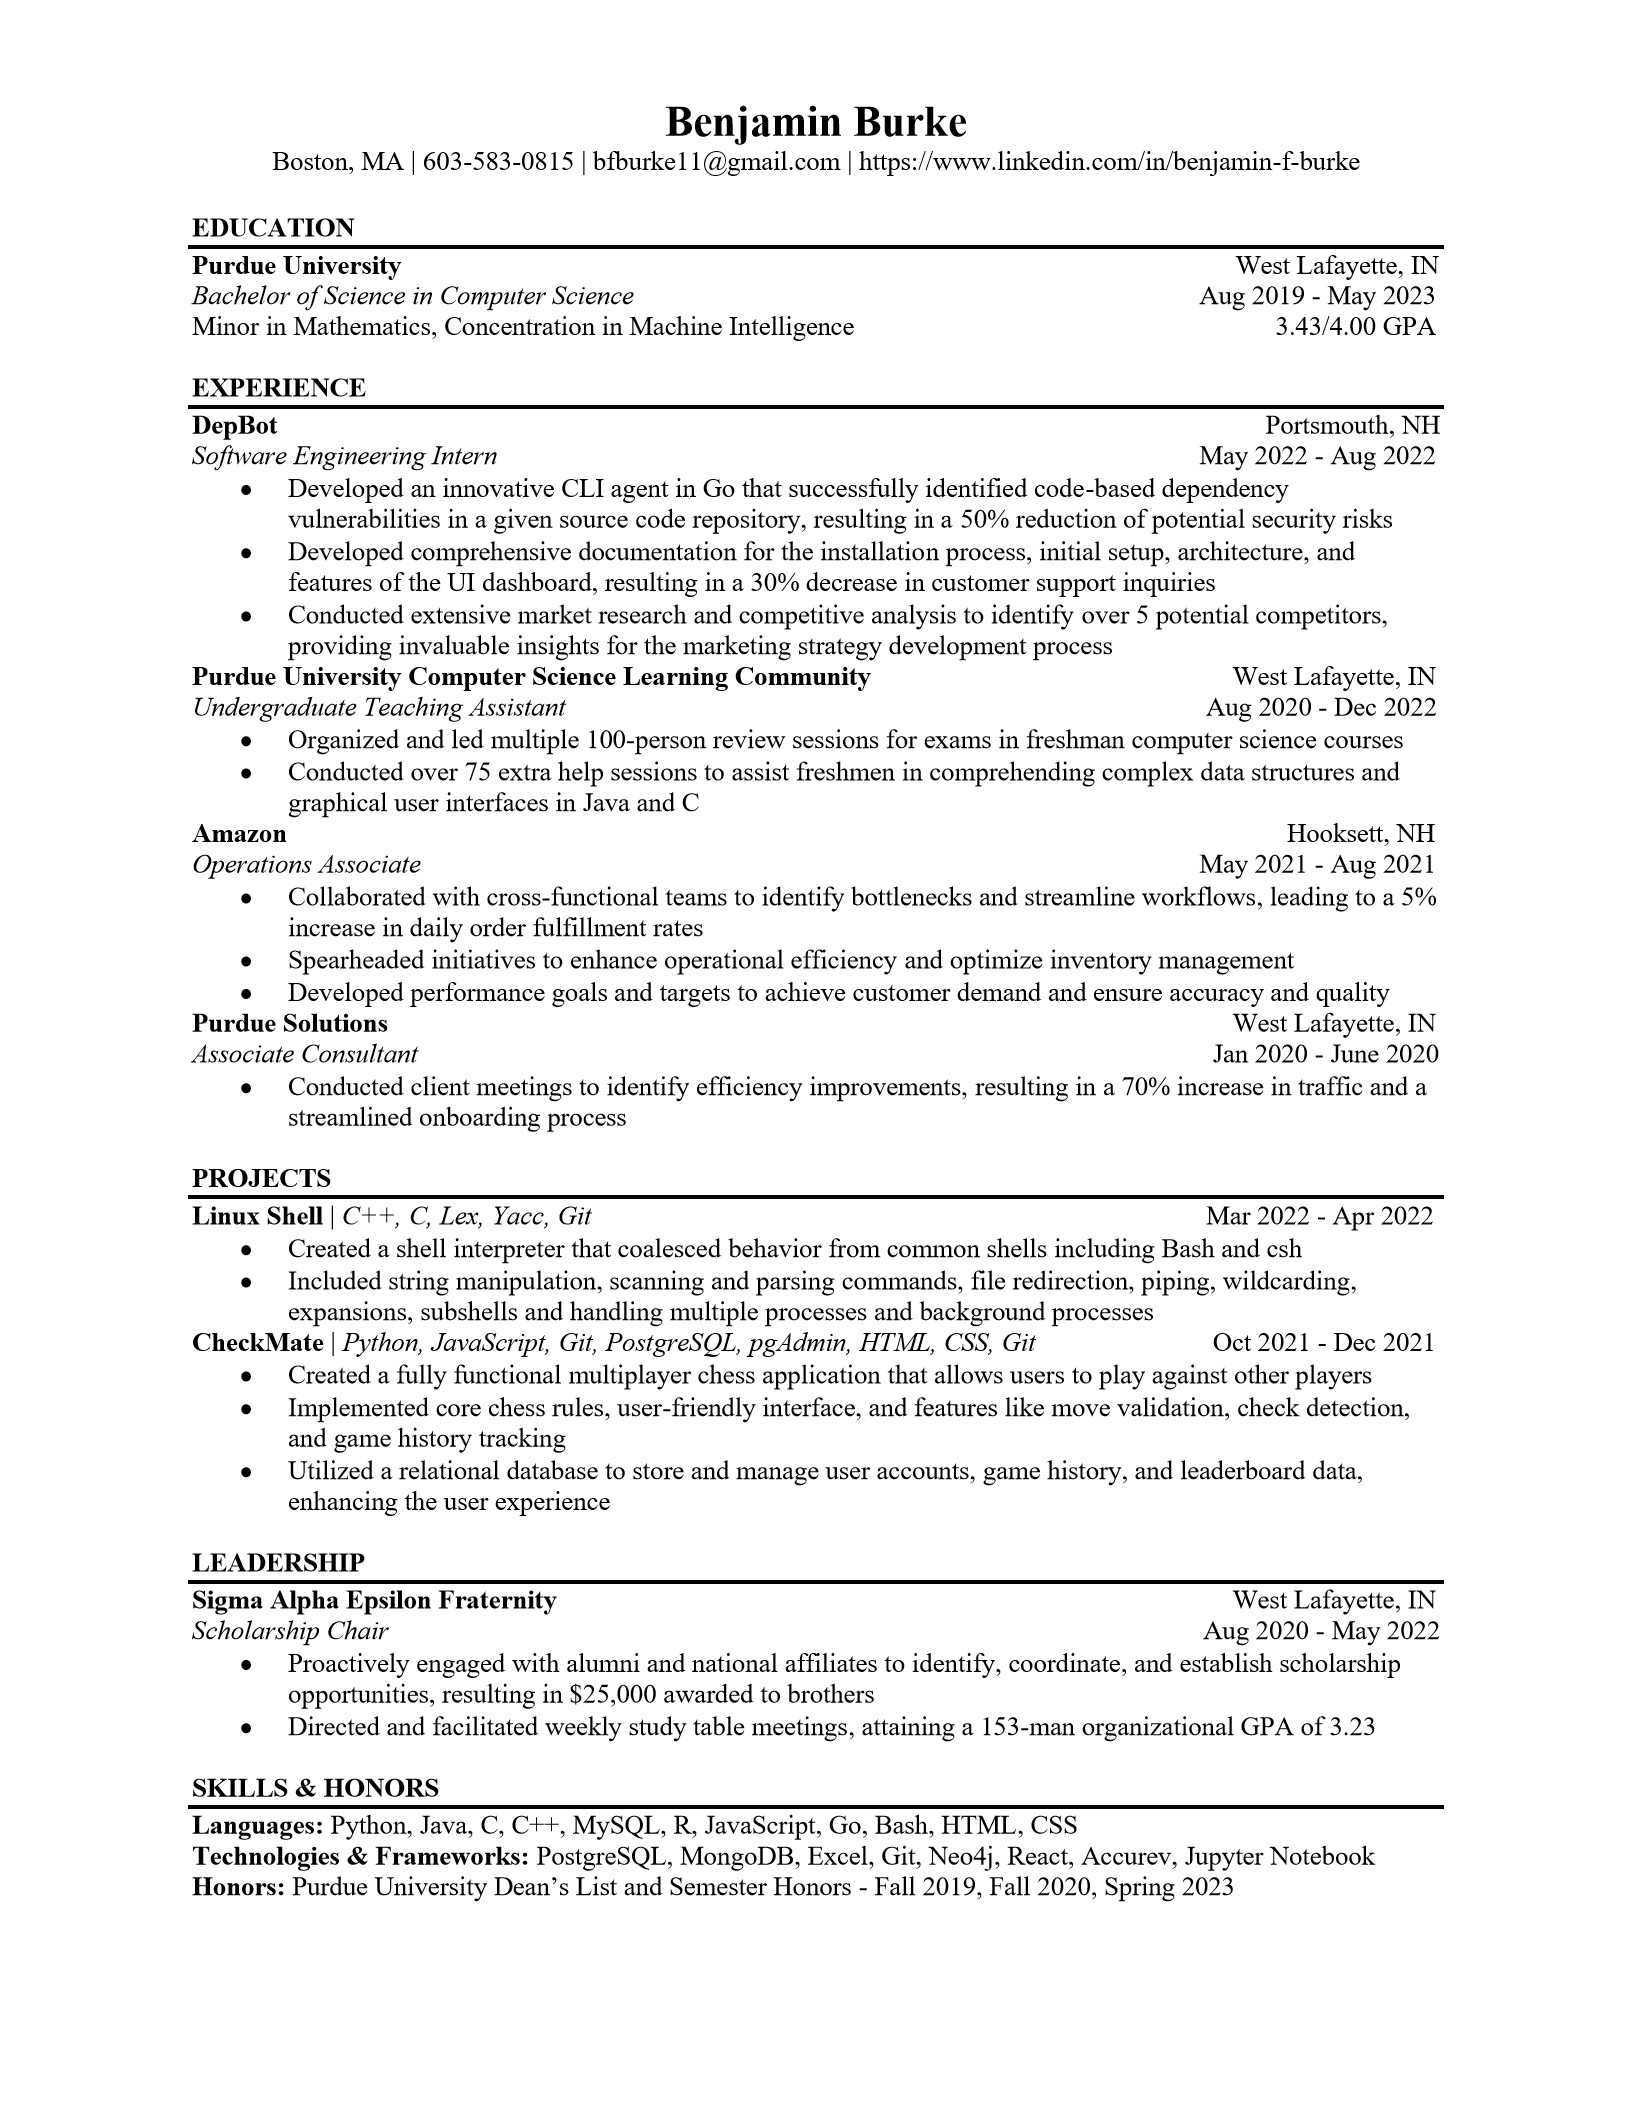 Benjamin Burke
Boston, MA | 603-583-0815 | bfburke11@gmail.com | https://www.linkedin.com/in/benjamin-f-burke
EDUCATION
Purdue University West Lafayette, IN
Bachelor of Science in Computer Science Aug 2019 - May 2023
Minor in Mathematics, Concentration in Machine Intelligence 3.43/4.00 GPA
EXPERIENCE
DepBot Portsmouth, NH
Software Engineering Intern May 2022 - Aug 2022
• Developed an innovative CLI agent in Go that successfully identified code-based dependency
vulnerabilities in a given source code repository, resulting in a 50% reduction of potential security risks
• Developed comprehensive documentation for the installation process, initial setup, architecture, and
features of the UI dashboard, resulting in a 30% decrease in customer support inquiries
• Conducted extensive market research and competitive analysis to identify over 5 potential competitors,
providing invaluable insights for the marketing strategy development process
Purdue University Computer Science Learning Community West Lafayette, IN
Undergraduate Teaching Assistant Aug 2020 - Dec 2022
• Organized and led multiple 100-person review sessions for exams in freshman computer science courses
• Conducted over 75 extra help sessions to assist freshmen in comprehending complex data structures and
graphical user interfaces in Java and C
Amazon Hooksett, NH
Operations Associate May 2021 - Aug 2021
• Collaborated with cross-functional teams to identify bottlenecks and streamline workflows, leading to a 5%
increase in daily order fulfillment rates
• Spearheaded initiatives to enhance operational efficiency and optimize inventory management
• Developed performance goals and targets to achieve customer demand and ensure accuracy and quality
Purdue Solutions West Lafayette, IN
Associate Consultant Jan 2020 - June 2020
• Conducted client meetings to identify efficiency improvements, resulting in a 70% increase in traffic and a
streamlined onboarding process
PROJECTS
Linux Shell | C++, C, Lex, Yacc, Git Mar 2022 - Apr 2022
• Created a shell interpreter that coalesced behavior from common shells including Bash and csh
• Included string manipulation, scanning and parsing commands, file redirection, piping, wildcarding,
expansions, subshells and handling multiple processes and background processes
CheckMate | Python, JavaScript, Git, PostgreSQL, pgAdmin, HTML, CSS, Git Oct 2021 - Dec 2021
• Created a fully functional multiplayer chess application that allows users to play against other players
• Implemented core chess rules, user-friendly interface, and features like move validation, check detection,
and game history tracking
• Utilized a relational database to store and manage user accounts, game history, and leaderboard data,
enhancing the user experience
LEADERSHIP
Sigma Alpha Epsilon Fraternity West Lafayette, IN
Scholarship Chair Aug 2020 - May 2022
• Proactively engaged with alumni and national affiliates to identify, coordinate, and establish scholarship
opportunities, resulting in $25,000 awarded to brothers
• Directed and facilitated weekly study table meetings, attaining a 153-man organizational GPA of 3.23
SKILLS & HONORS
Languages: Python, Java, C, C++, MySQL, R, JavaScript, Go, Bash, HTML, CSS
Technologies & Frameworks: PostgreSQL, MongoDB, Excel, Git, Neo4j, React, Accurev, Jupyter Notebook
Honors: Purdue University Dean’s List and Semester Honors - Fall 2019, Fall 2020, Spring 2023